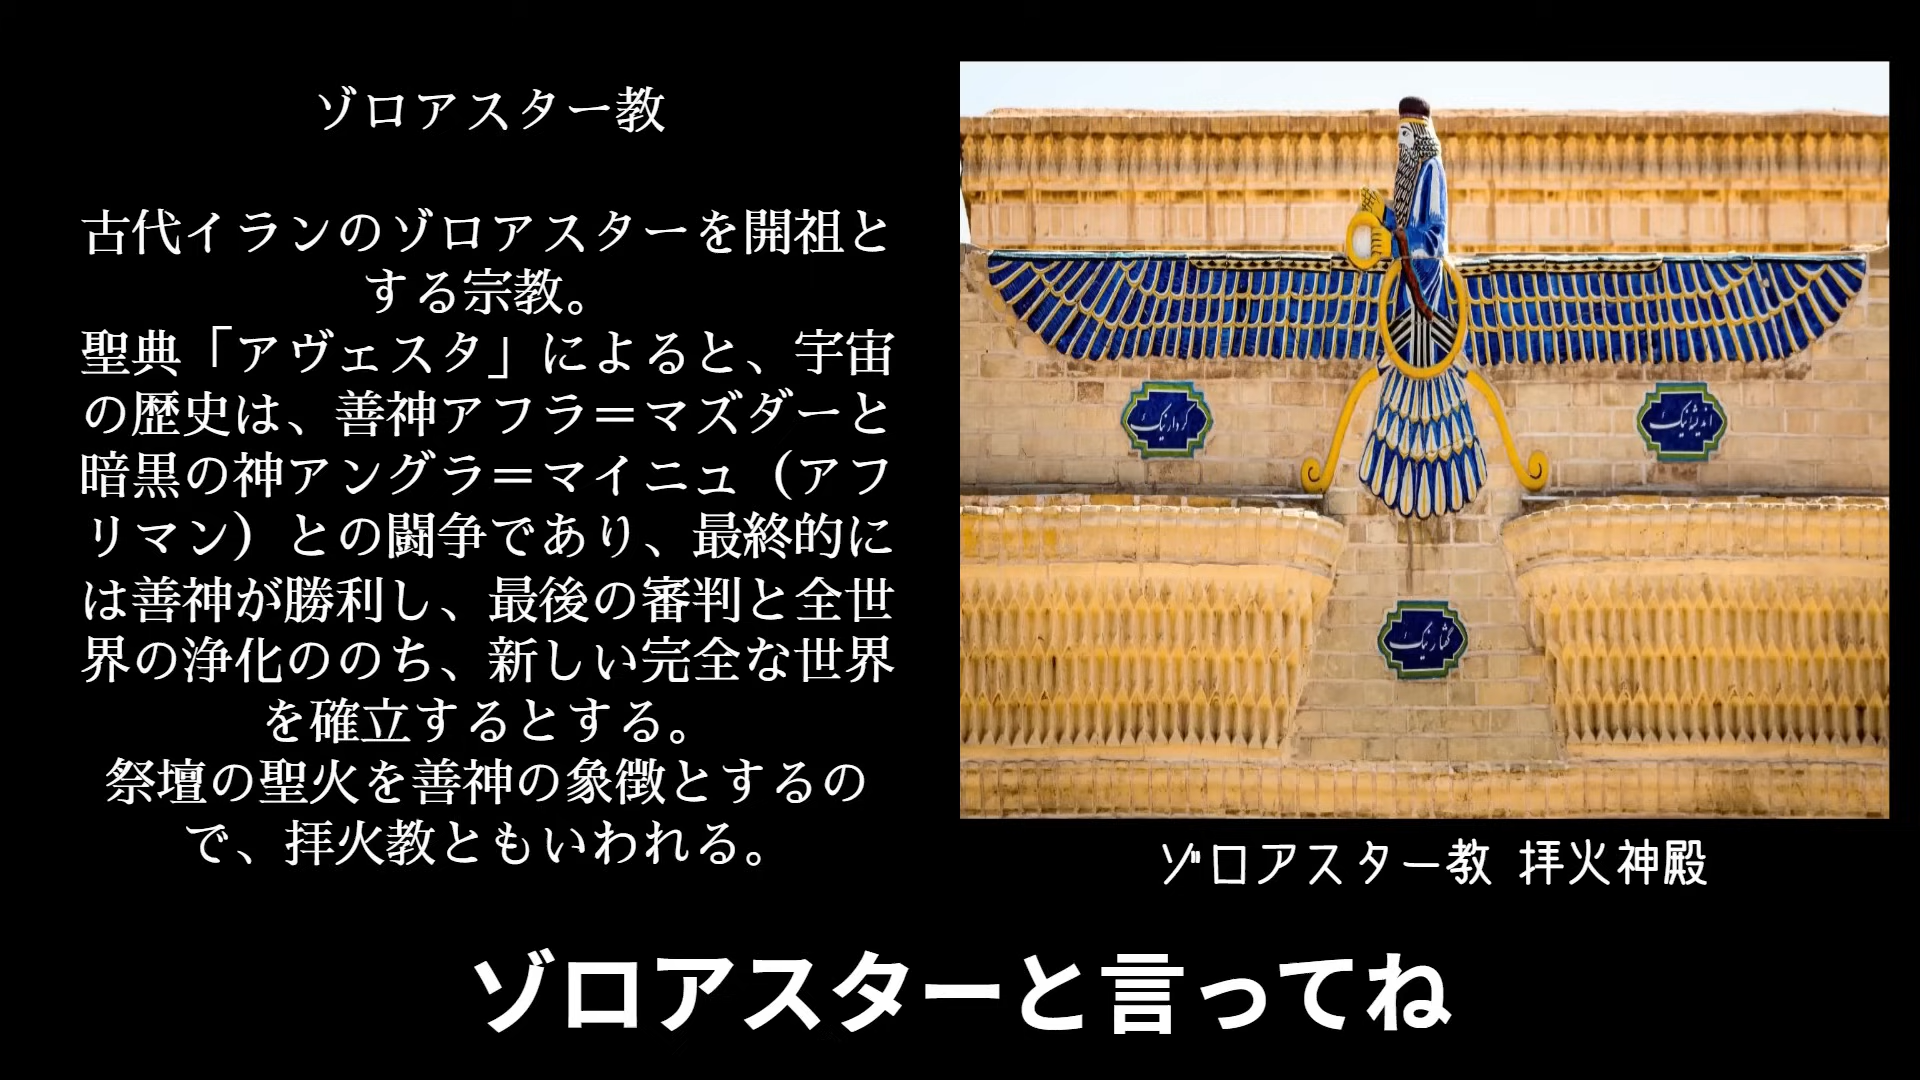 ゾロアスター教
古代イランのゾロアスターを開祖と
する宗教。
聖典「アヴェスタ」によると、宇宙
の歴史は、善神アフラ＝マズダーと
暗黒の神アングラ＝マイニュ（アフ
リマン）との闘争であり、最終的に
は善神が勝利し、最後の審判と全世
界の浄化ののち、新しい完全な世界
を確立するとする。
祭壇の聖火を善神の象徴とするの
で、拝火教ともいわれる。
کردار نیک
اندیشه نیک
گفتار نیک
ゾロアスター教 拝火神殿
ゾロアスターと言ってね